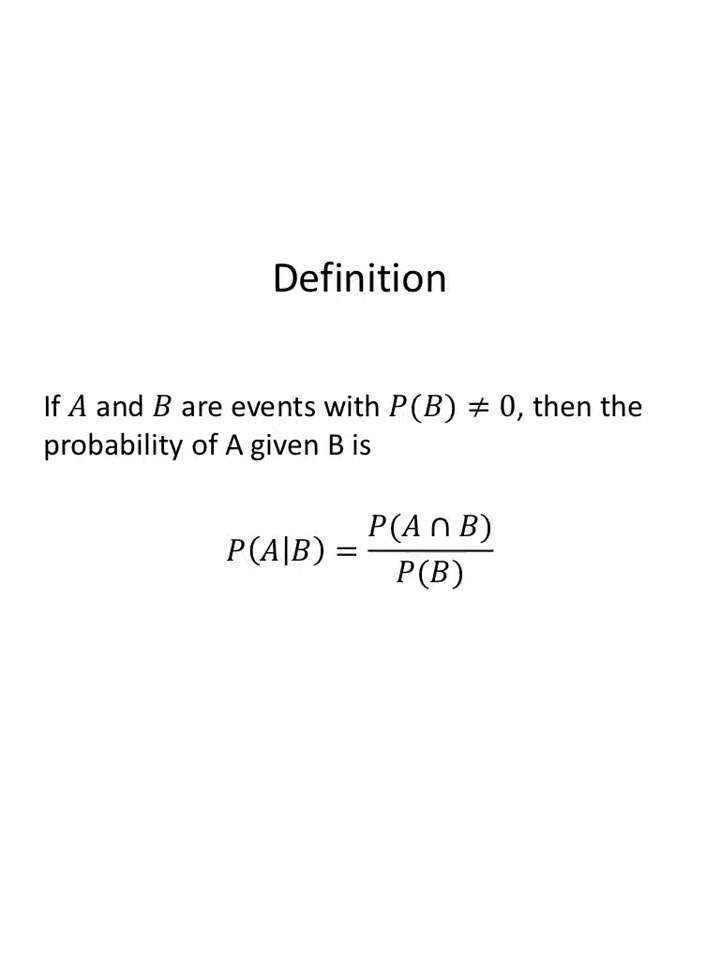 Definition
If A and B are events with P(B) ≠ 0, then the
probability of A given B is
P(A|B) = P(A ∩ B)
P(B)